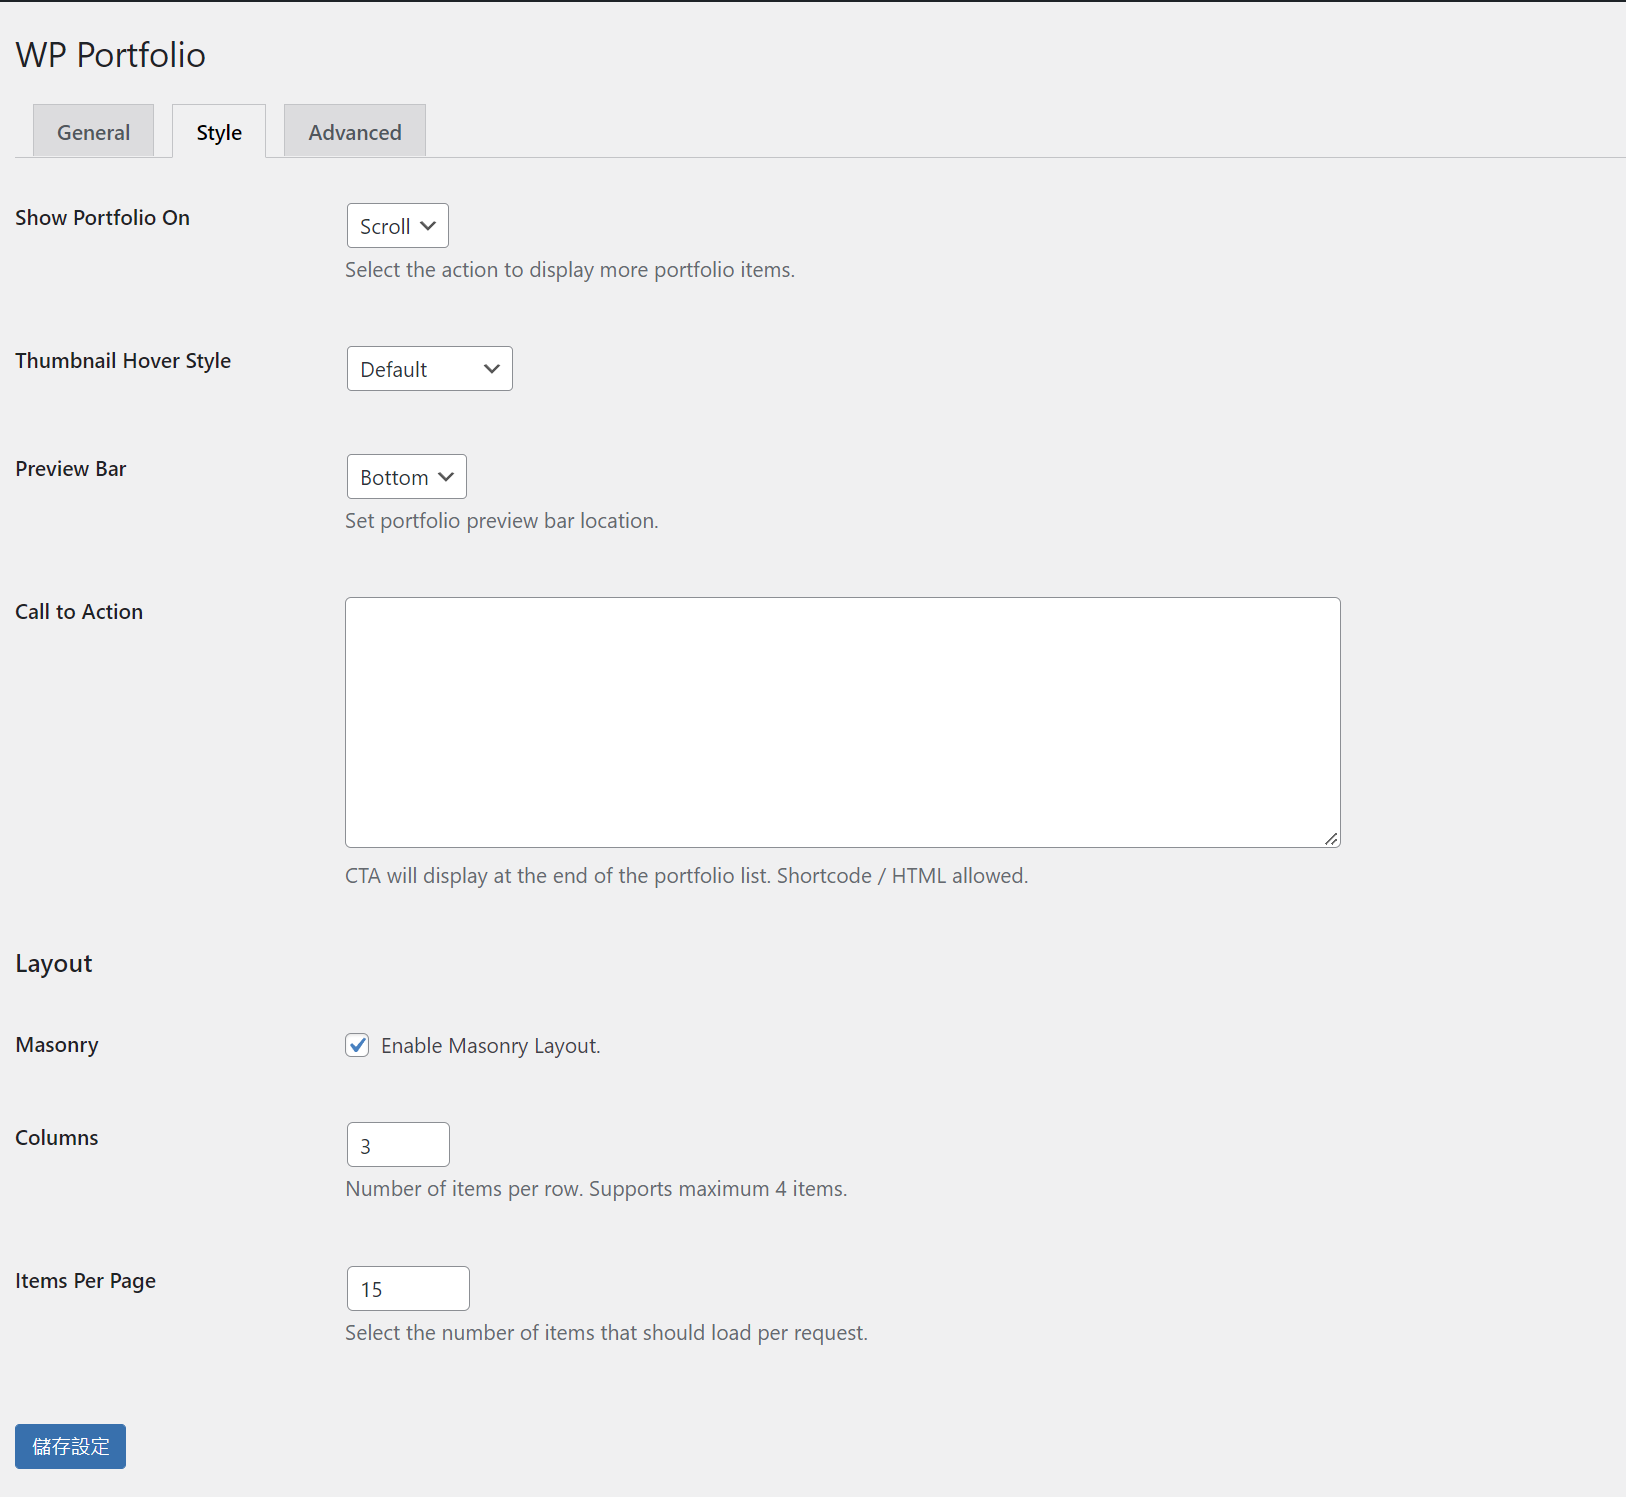 WP Portfolio
General
Style
Advanced
Show Portfolio On
Scroll
Select the action to display more portfolio items.
Thumbnail Hover Style
Default
Preview Bar
Bottom
Set portfolio preview bar location.
Call to Action
CTA will display at the end of the portfolio list. Shortcode / HTML allowed.
Layout
Masonry
Enable Masonry Layout.
Columns
3
Number of items per row. Supports maximum 4 items.
Items Per Page
15
Select the number of items that should load per request.
儲存設定